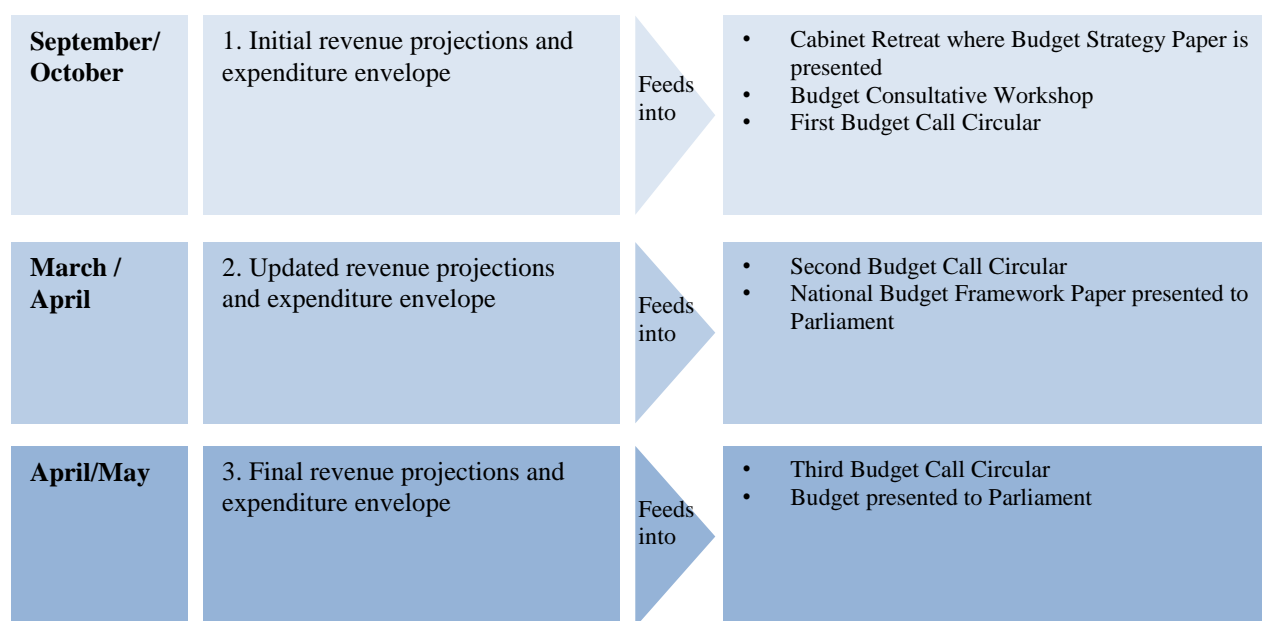 September/
October
1. Initial revenue projections and
expenditure envelope
Feeds
into
• Cabinet Retreat where Budget Strategy Paper is
presented
• Budget Consultative Workshop
• First Budget Call Circular
March /
April
2. Updated revenue projections
and expenditure envelope
Feeds
into
• Second Budget Call Circular
• National Budget Framework Paper presented to
Parliament
April/May
3. Final revenue projections and
expenditure envelope
Feeds
into
• Third Budget Call Circular
• Budget presented to Parliament